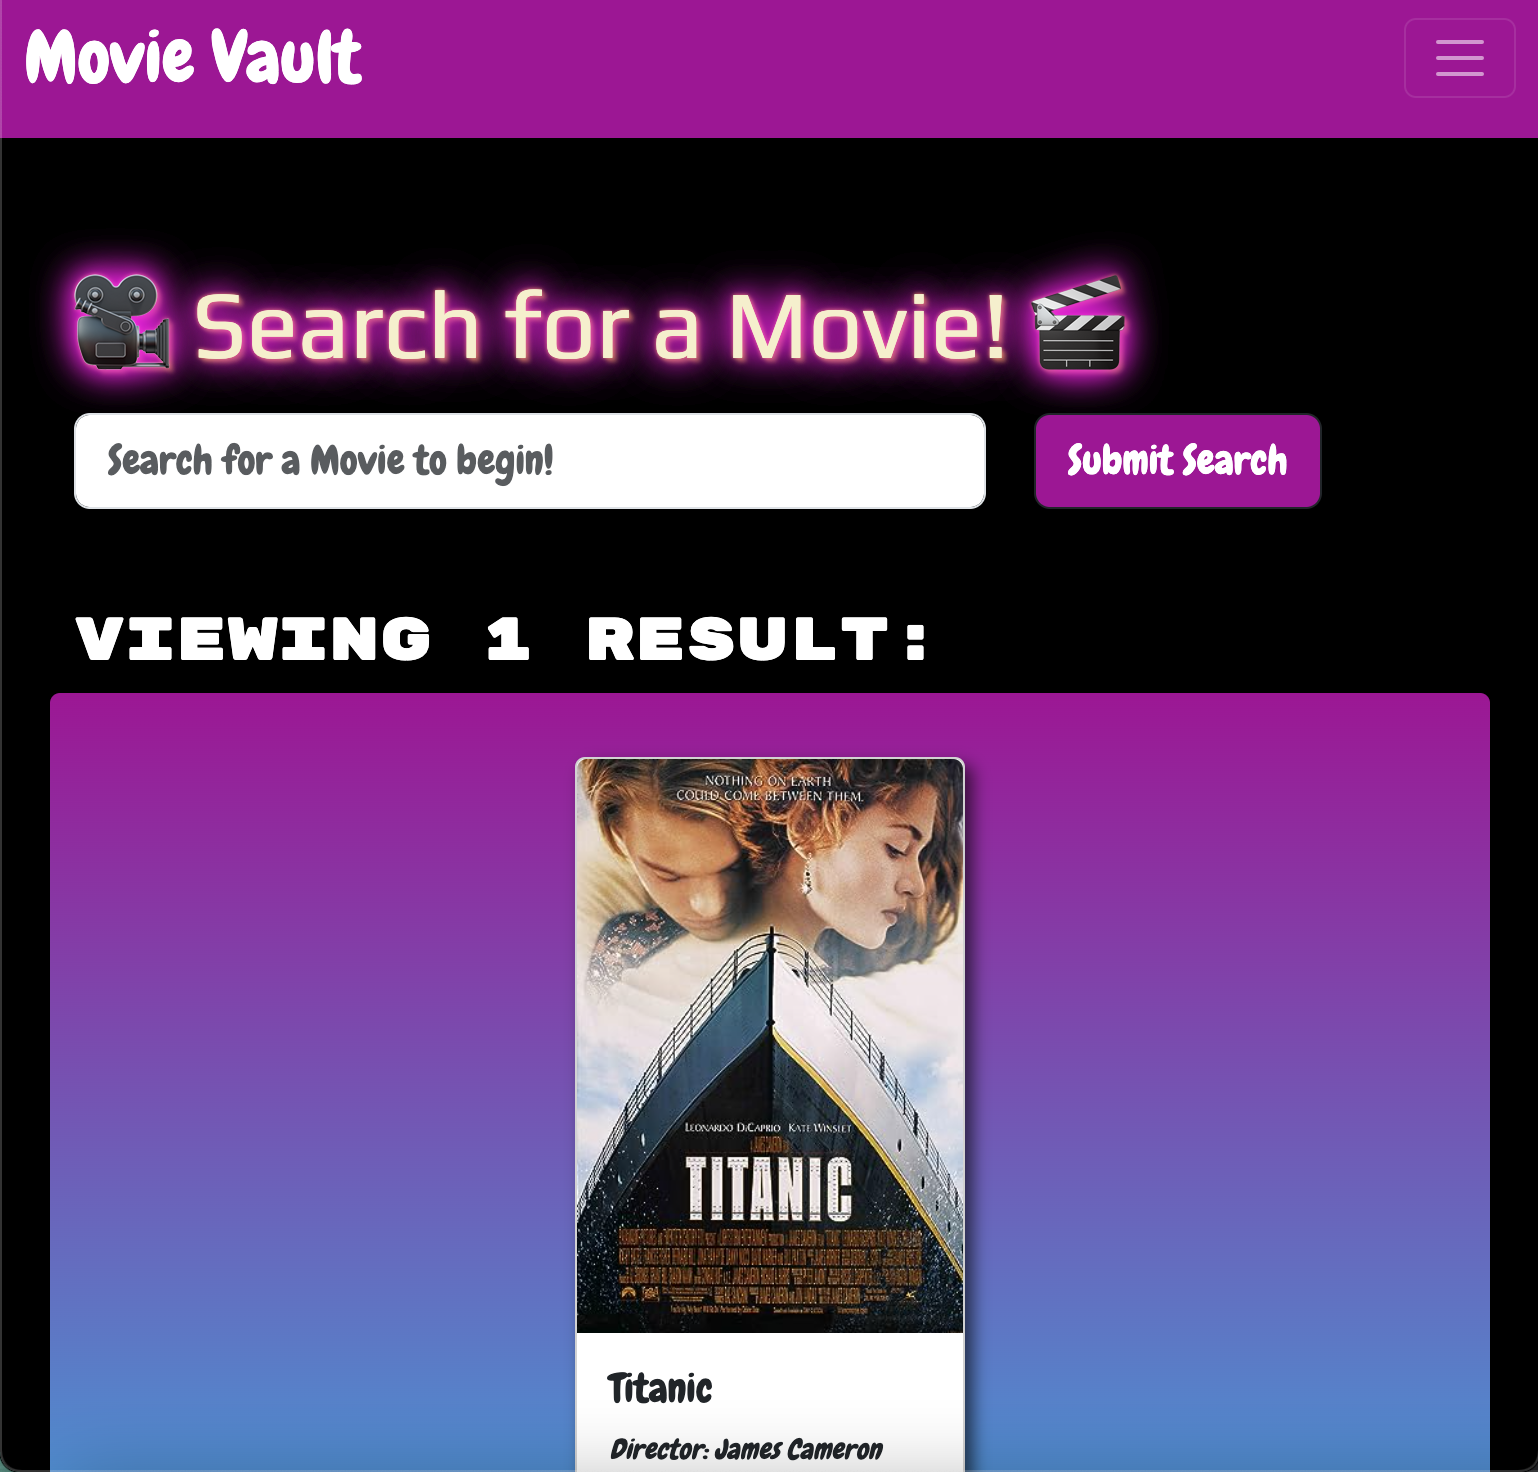 Movie Vault
Search for a Movie!
Search for a Movie to begin!
Submit Search
VIEWING 1 RESULT:
NOTHING ON EARTH
COULD COME BETWEEN THEM.
LEONARDO DICAPRIO KATE WINSLET
TITANIC
Titanic
Director: James Cameron